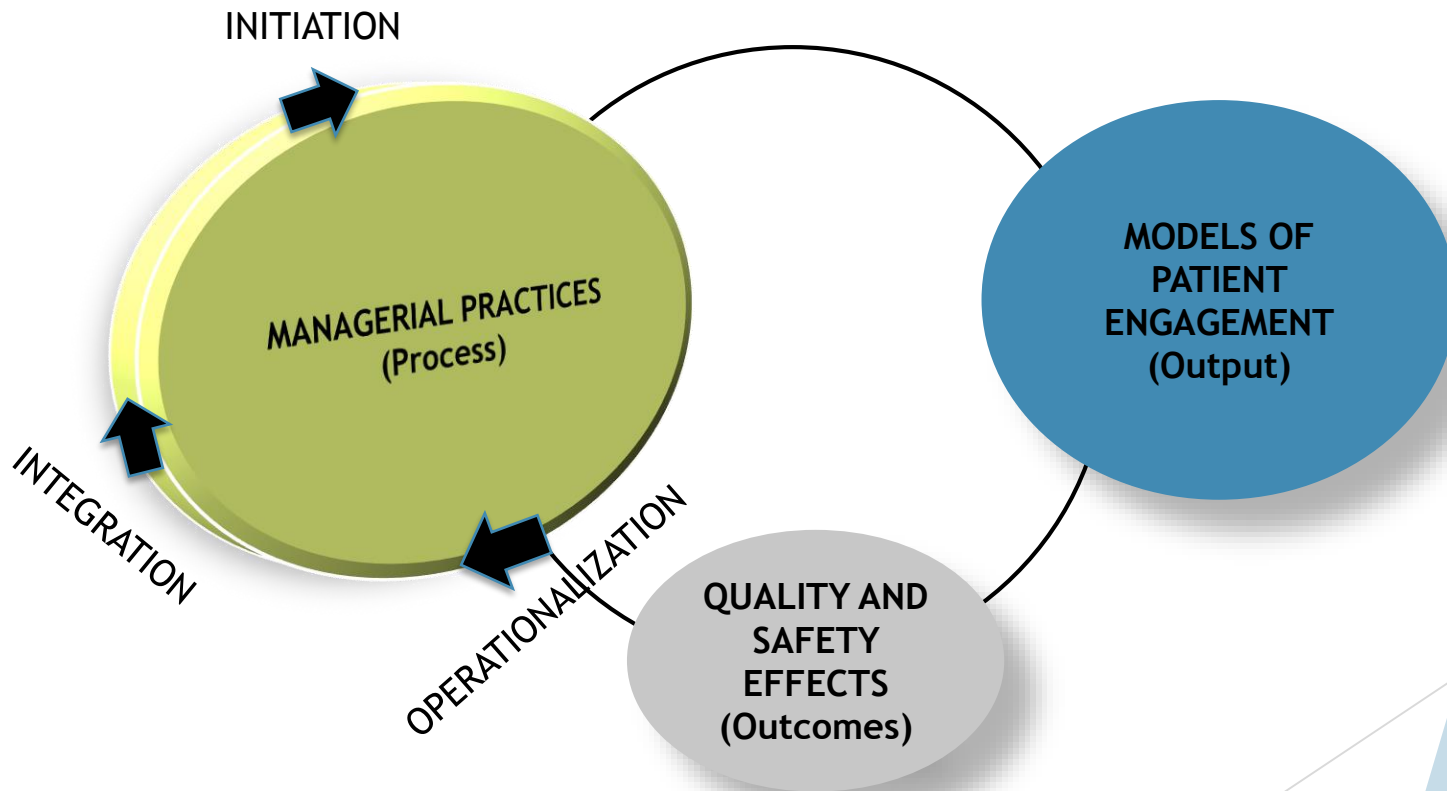 INITIATION
MANAGERIAL PRACTICES
(Process)
INTEGRATION
OPERATIONALIZATION
MODELS OF
PATIENT
ENGAGEMENT
(Output)
QUALITY AND
SAFETY
EFFECTS
(Outcomes)